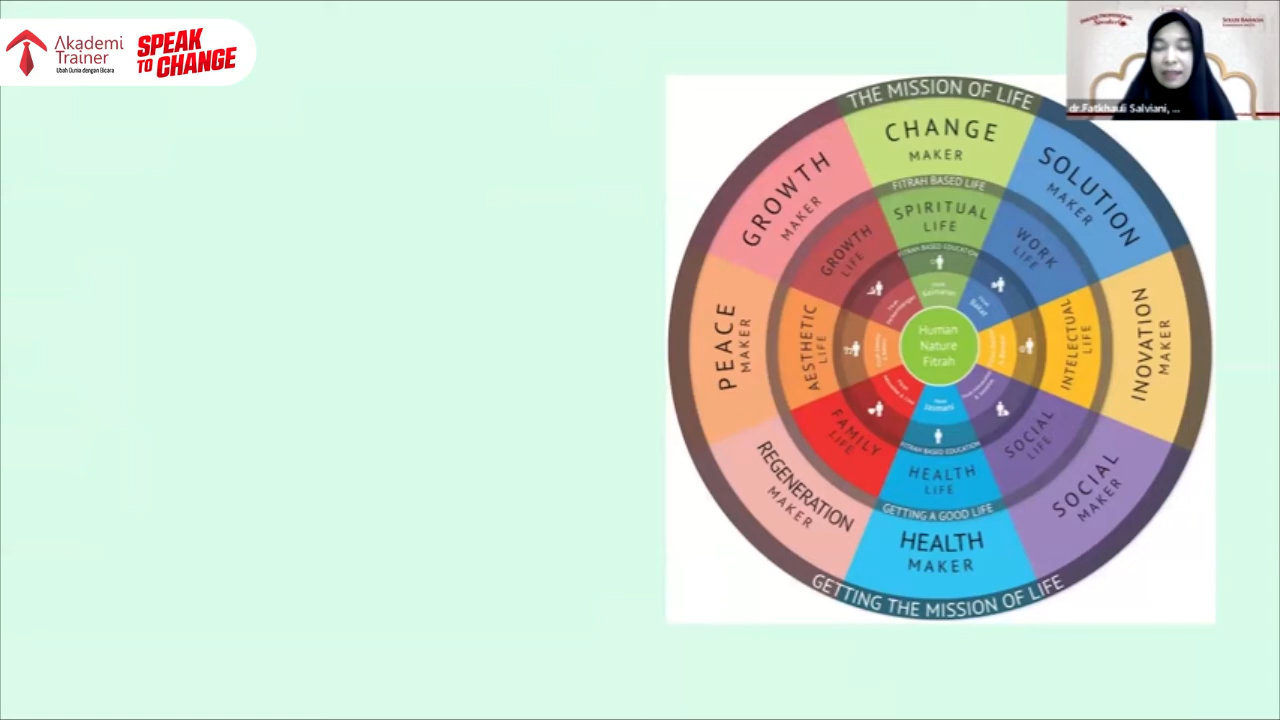 Akademi
Trainer
Ubah Dunia dengan Bicara
SPEAK
TO CHANGE
dr.Fatkhauli Salviani, ...
THE MISSION OF LIFE
CHANGE
MAKER
SOLUTION
MAKER
INOVATION
MAKER
SOCIAL
MAKER
HEALTH
MAKER
REGENERATION
MAKER
PEACE
MAKER
GROWTH
MAKER
FITRAH BASED LIFE
SPIRITUAL
LIFE
WORK
LIFE
INTELECTUAL
LIFE
SOCIAL
LIFE
HEALTH
LIFE
FAMILY
LIFE
AESTHETIC
LIFE
GROWTH
LIFE
FITRAH BASED EDUCATION
Human
Nature
Fitrah
Jasmani
FITRAH BASED EDUCATION
GETTING A GOOD LIFE
GETTING THE MISSION OF LIFE